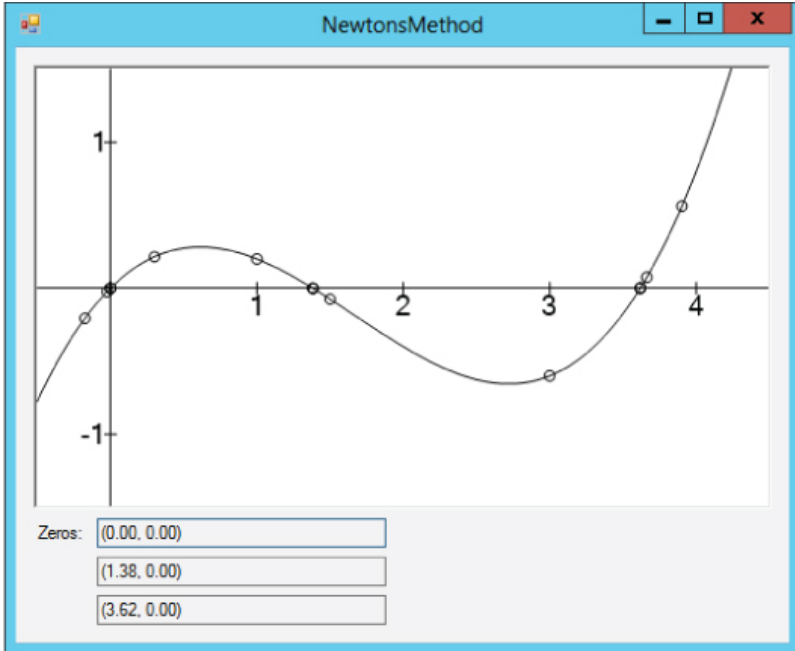 NewtonsMethod
1
1 2 3 4
-1
Zeros: (0.00, 0.00)
(1.38, 0.00)
(3.62, 0.00)